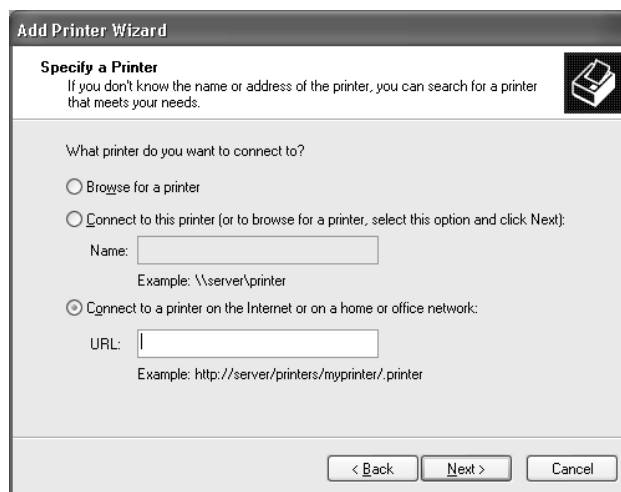 Add Printer Wizard
Specify a Printer
If you don't know the name or address of the printer, you can search for a printer
that meets your needs.
What printer do you want to connect to?
Browse for a printer
Connect to this printer (or to browse for a printer, select this option and click Next):
Name:
Example: \\server\printer
Connect to a printer on the Internet or on a home or office network:
URL:
Example: http://server/printers/myprinter/.printer
< Back
Next >
Cancel